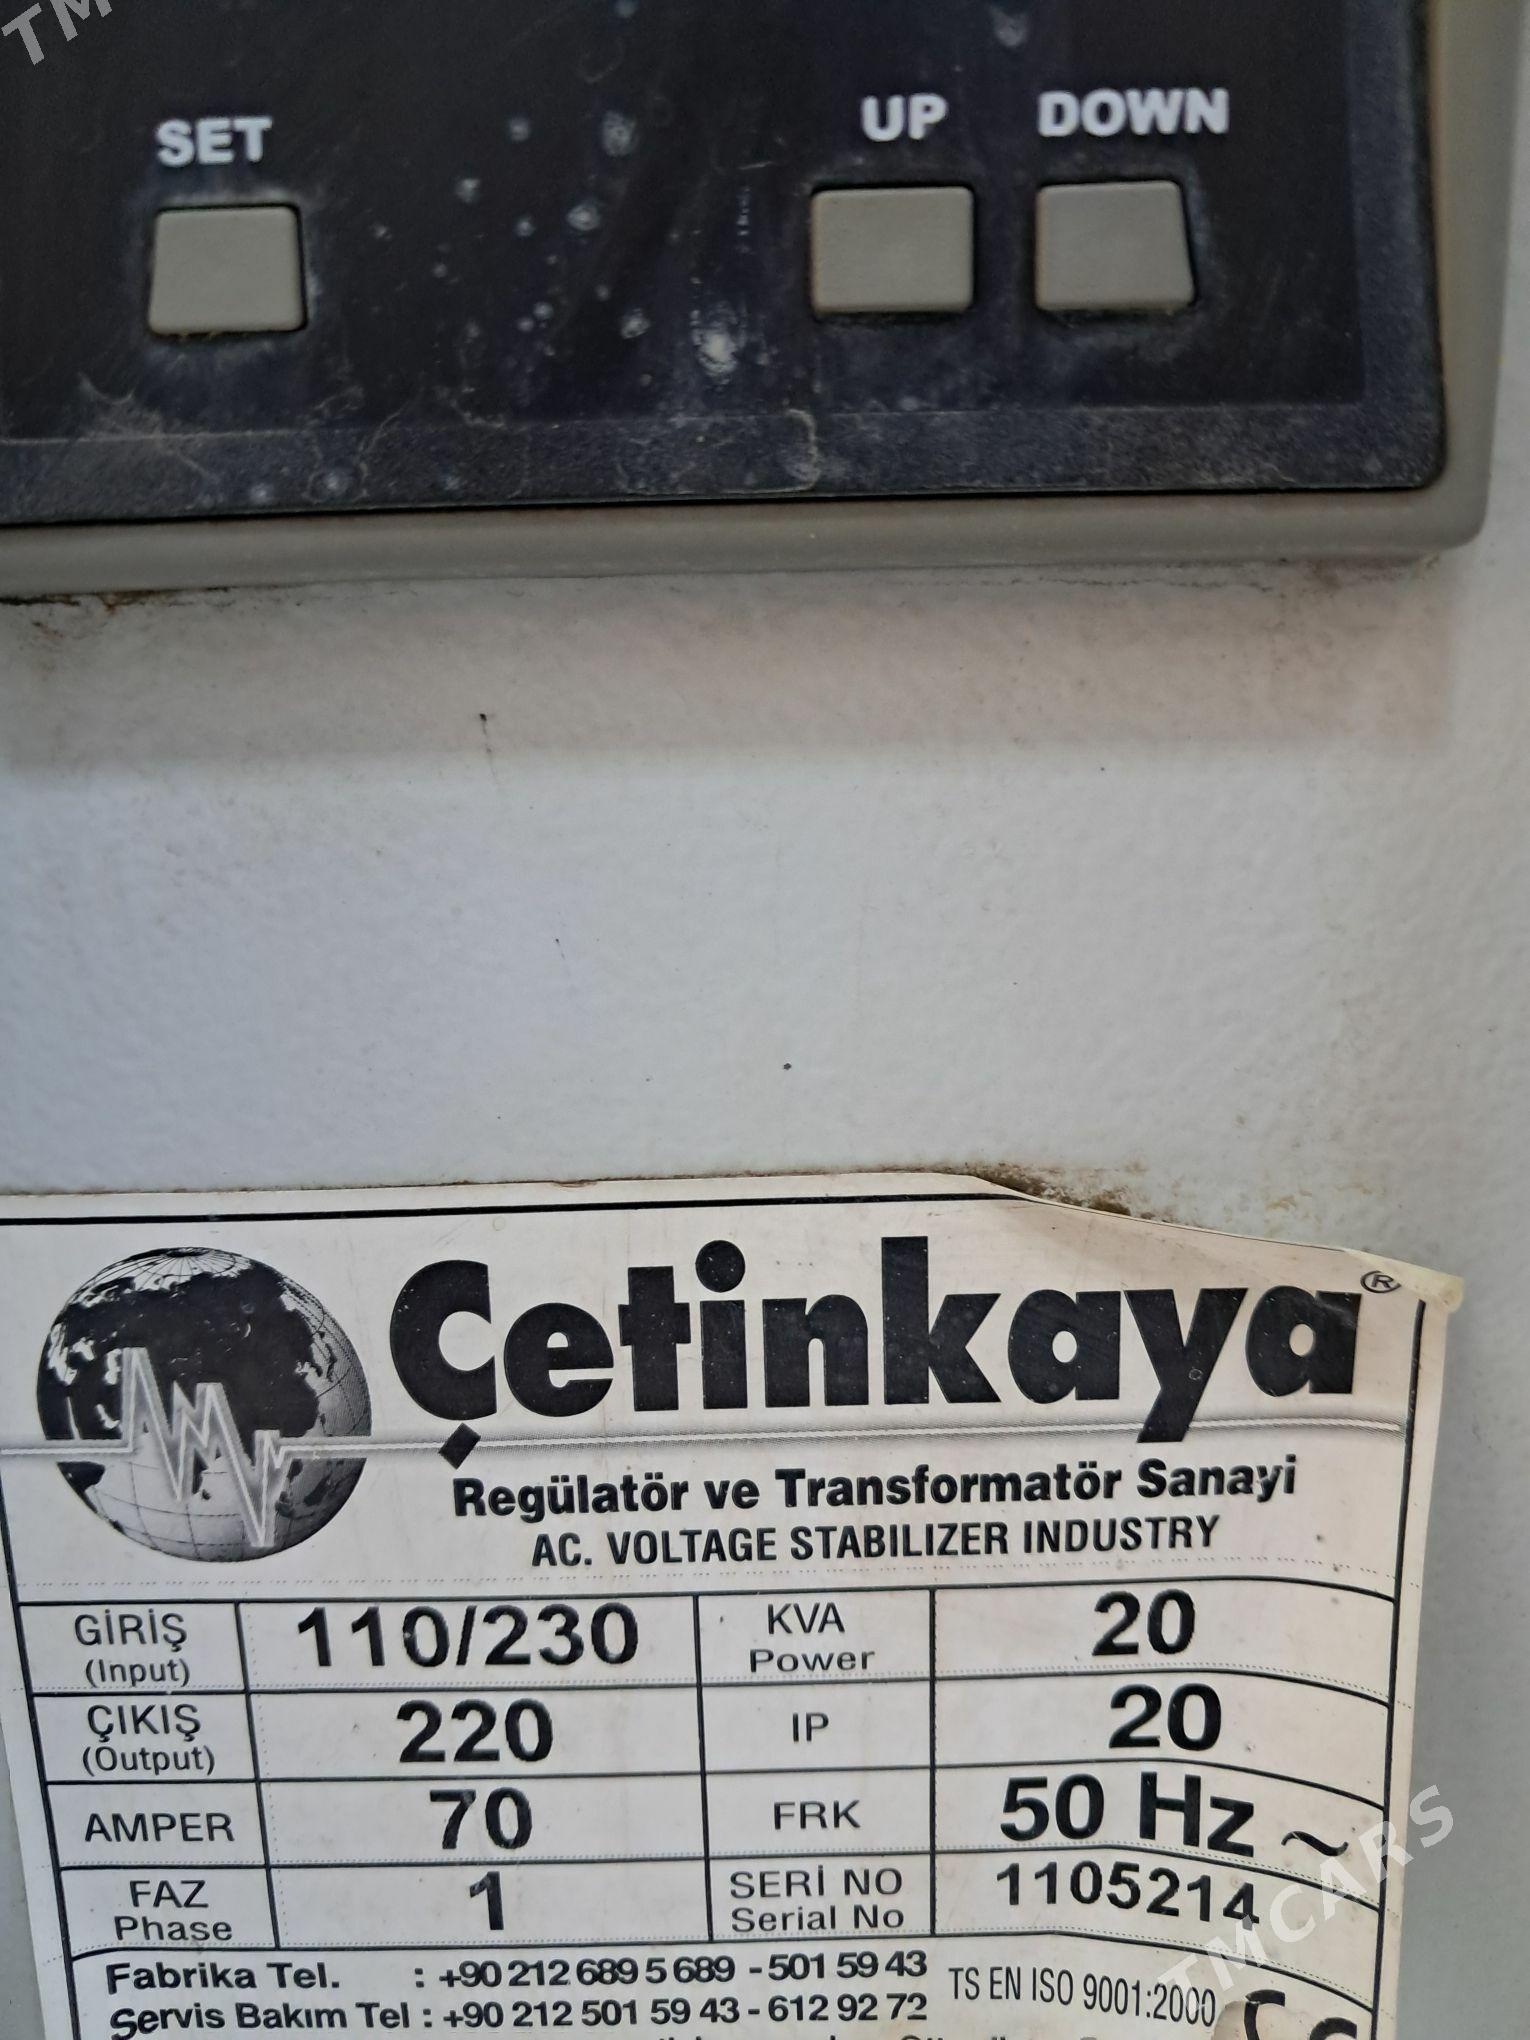 TM
SET UP DOWN
Çetinkaya®
Regülatör ve Transformatör Sanayi
AC. VOLTAGE STABILIZER INDUSTRY
GİRİŞ (Input) 110/230 KVA Power 20
ÇIKIŞ (Output) 220 IP 20
AMPER 70 FRK 50 Hz ~
FAZ Phase 1 SERİ NO Serial No 1105214
Fabrika Tel. : +90 212 689 5 689 - 501 59 43
TS EN ISO 9001:2000
Servis Bakım Tel : +90 212 501 59 43 - 612 92 72
TMCARS